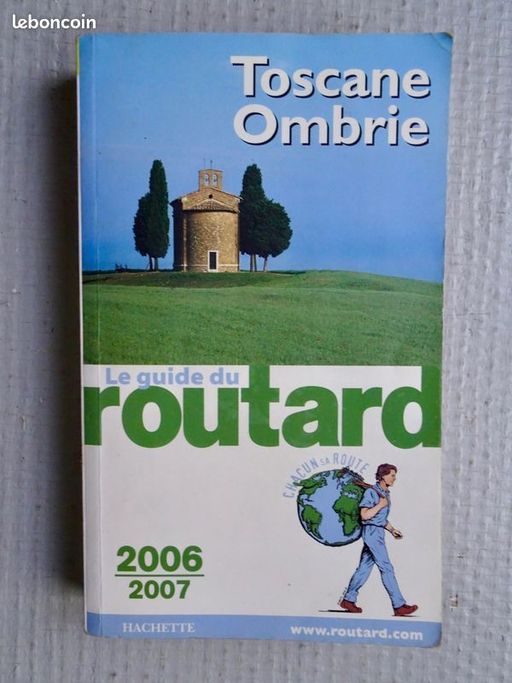 leboncoin
Toscane
Ombrie
Le guide du
routard
CHACUN SA ROUTE
2006
2007
HACHETTE
www.routard.com